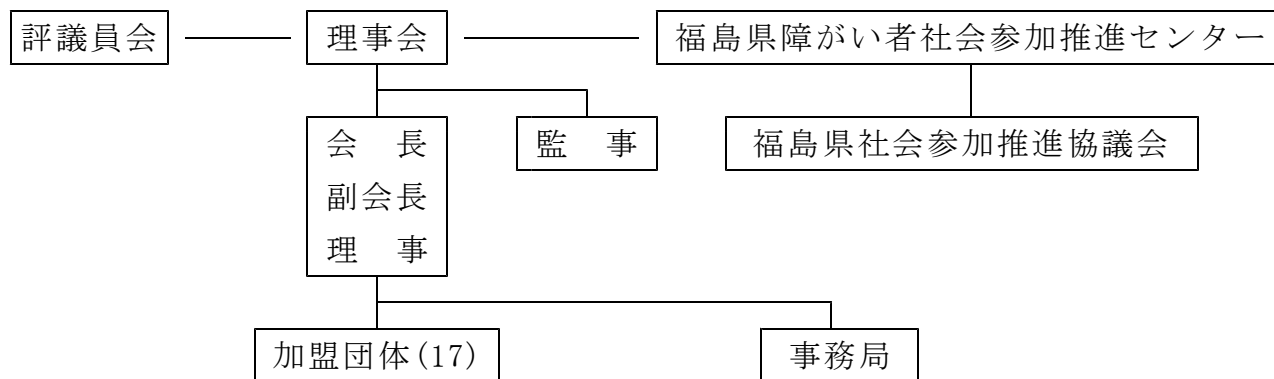 評議員会
理事会
福島県障がい者社会参加推進センター
会　長
副会長
理　事
監　事
福島県社会参加推進協議会
加盟団体(17)
事務局